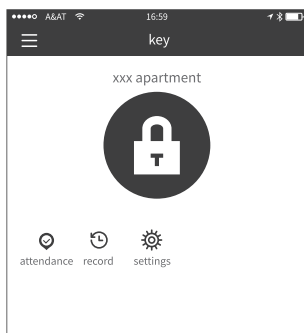 A&AT 16:59
key
xxx apartment
T
attendance record settings